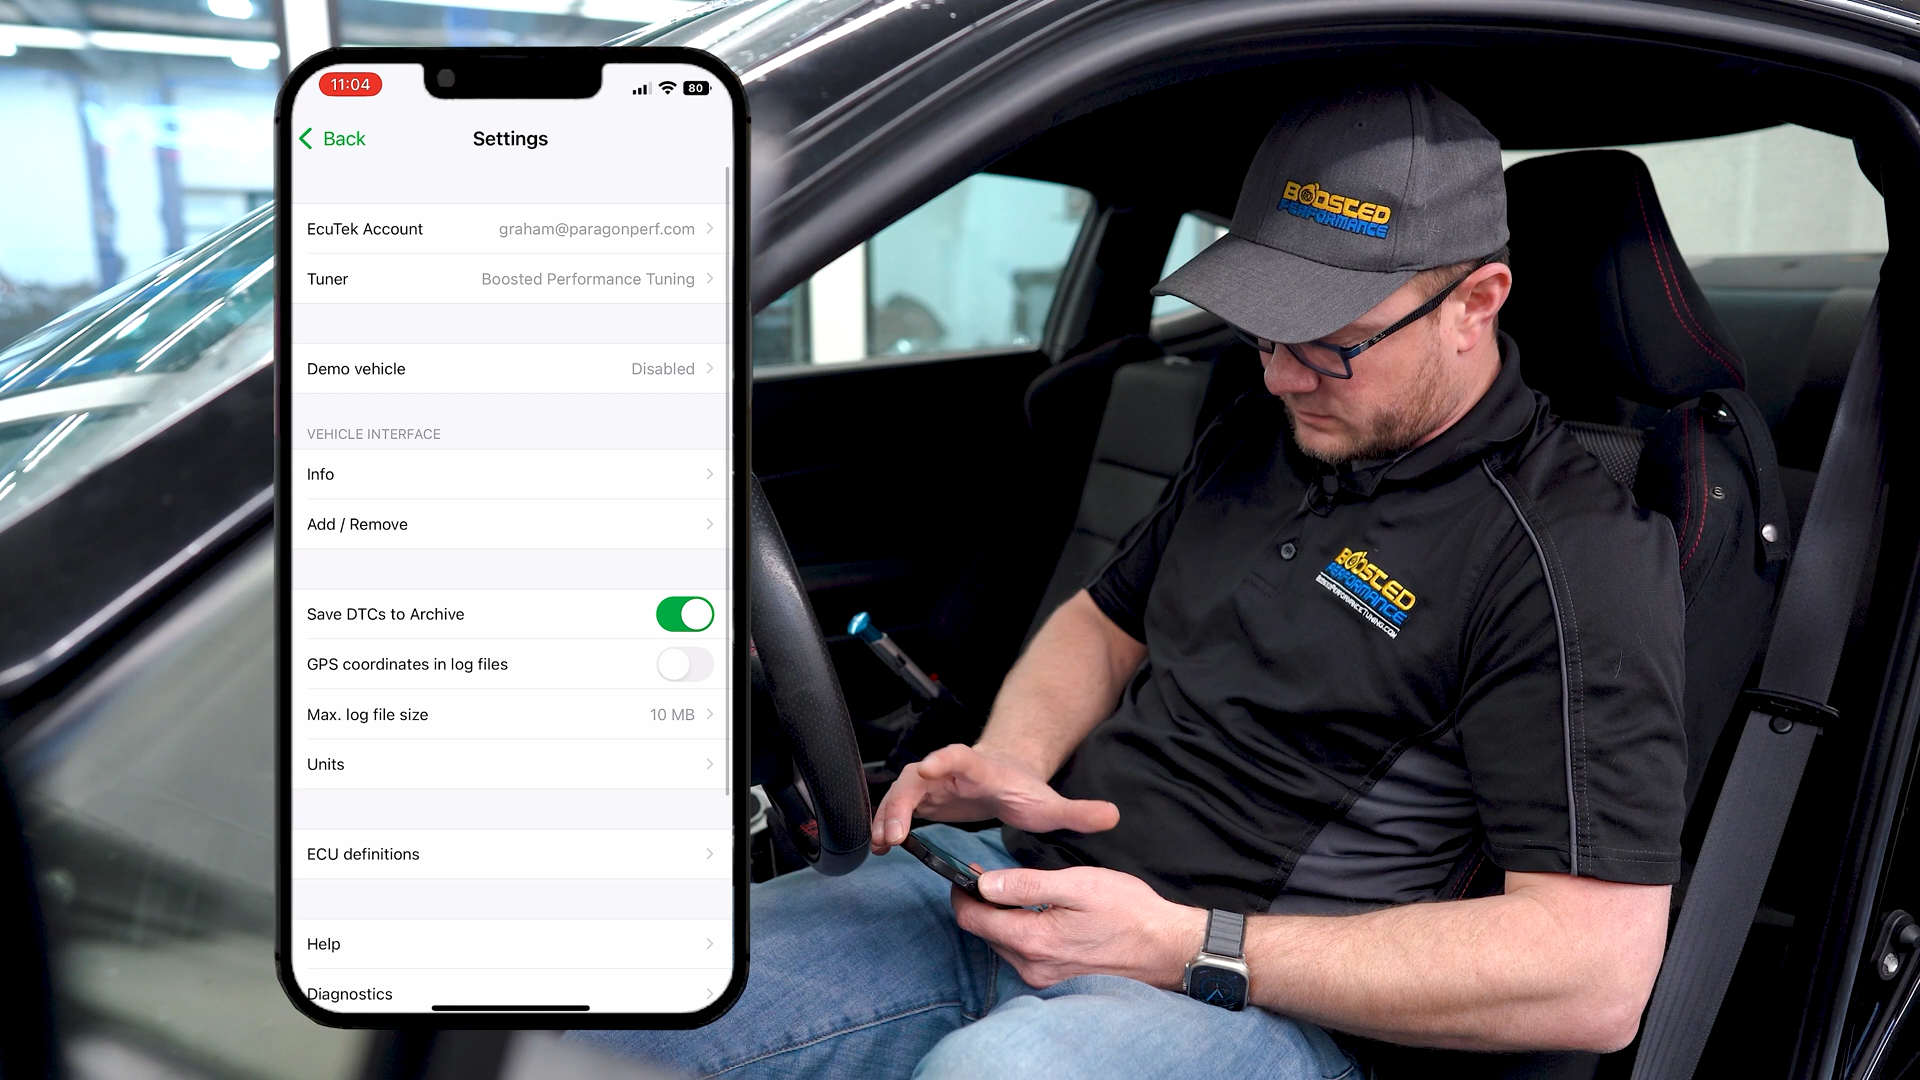 11:04
80
Back
Settings
EcuTek Account graham@paragonperf.com
Tuner Boosted Performance Tuning
Demo vehicle Disabled
VEHICLE INTERFACE
Info
Add / Remove
Save DTCs to Archive
GPS coordinates in log files
Max. log file size 10 MB
Units
ECU definitions
Help
Diagnostics
BOOSTED
PERFORMANCE
BOOSTED
PERFORMANCE
BOOSTEDPERFORMANCETUNING.COM